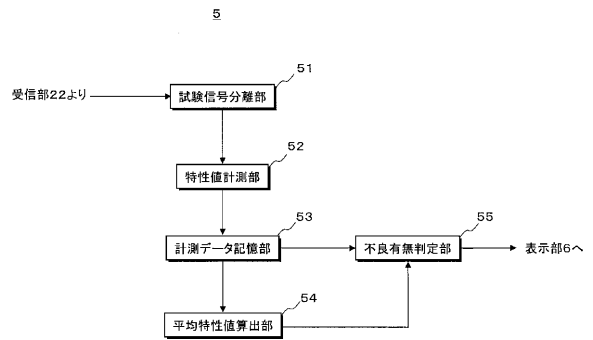 5
51
受信部22より
試験信号分離部
52
特性値計測部
53
55
計測データ記憶部
不良有無判定部
表示部6へ
54
平均特性値算出部